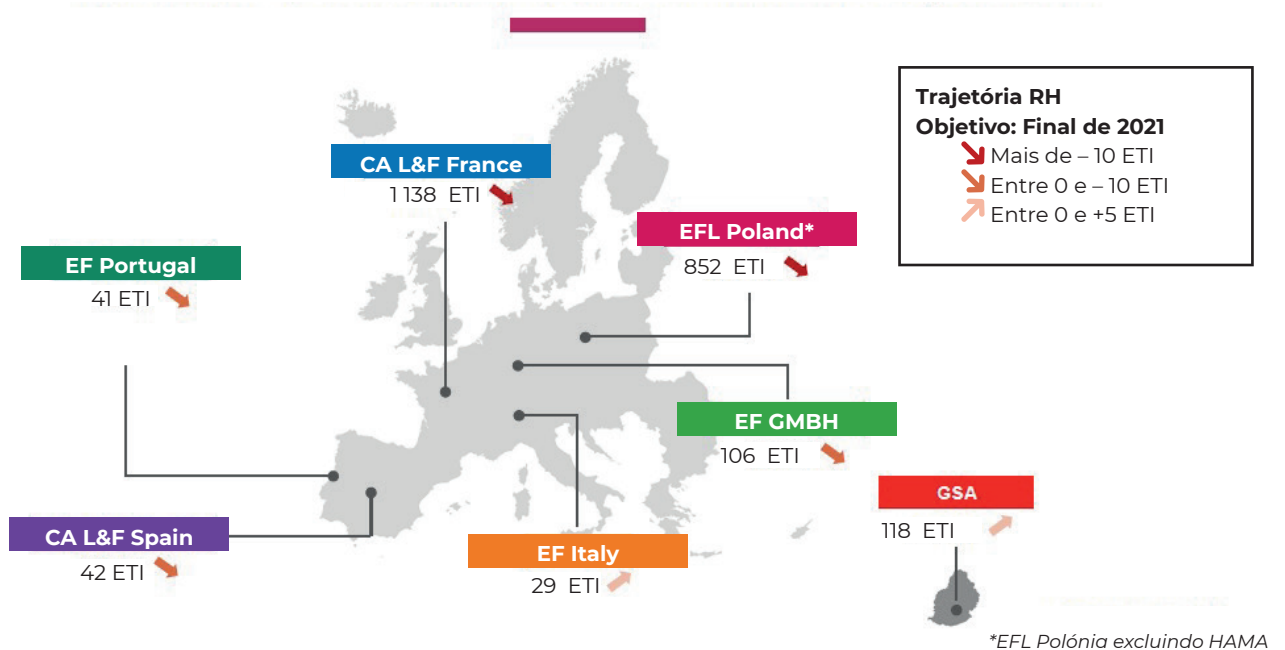 Trajetória RH
Objetivo: Final de 2021
Mais de – 10 ETI
Entre 0 e – 10 ETI
Entre 0 e +5 ETI
CA L&F France
1 138 ETI
EFL Poland*
852 ETI
EF Portugal
41 ETI
EF GMBH
106 ETI
GSA
118 ETI
CA L&F Spain
42 ETI
EF Italy
29 ETI
*EFL Polónia excluindo HAMA